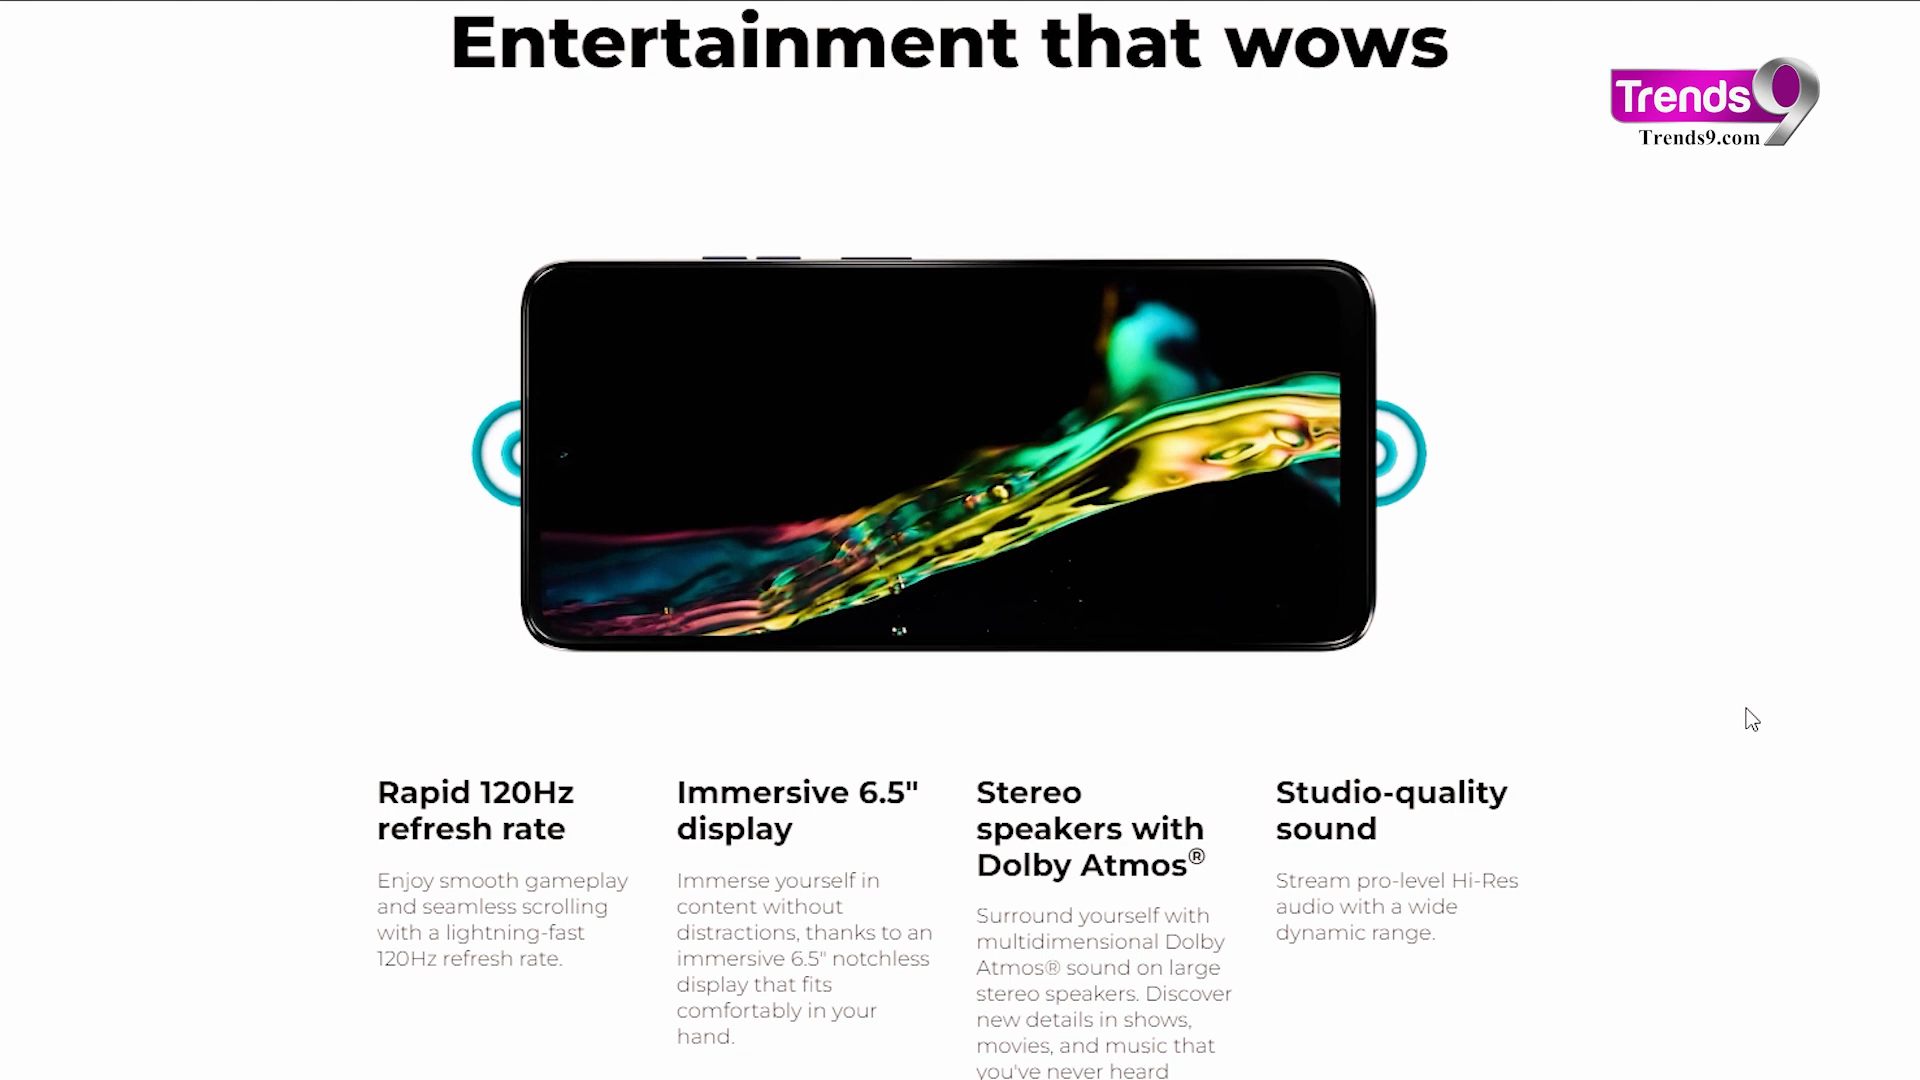 Entertainment that wows
Trends9
Trends9.com
Rapid 120Hz
refresh rate
Enjoy smooth gameplay
and seamless scrolling
with a lightning-fast
120Hz refresh rate.
Immersive 6.5"
display
Immerse yourself in
content without
distractions, thanks to an
immersive 6.5" notchless
display that fits
comfortably in your
hand.
Stereo
speakers with
Dolby Atmos®
Surround yourself with
multidimensional Dolby
Atmos® sound on large
stereo speakers. Discover
new details in shows,
movies, and music that
you've never heard
Studio-quality
sound
Stream pro-level Hi-Res
audio with a wide
dynamic range.